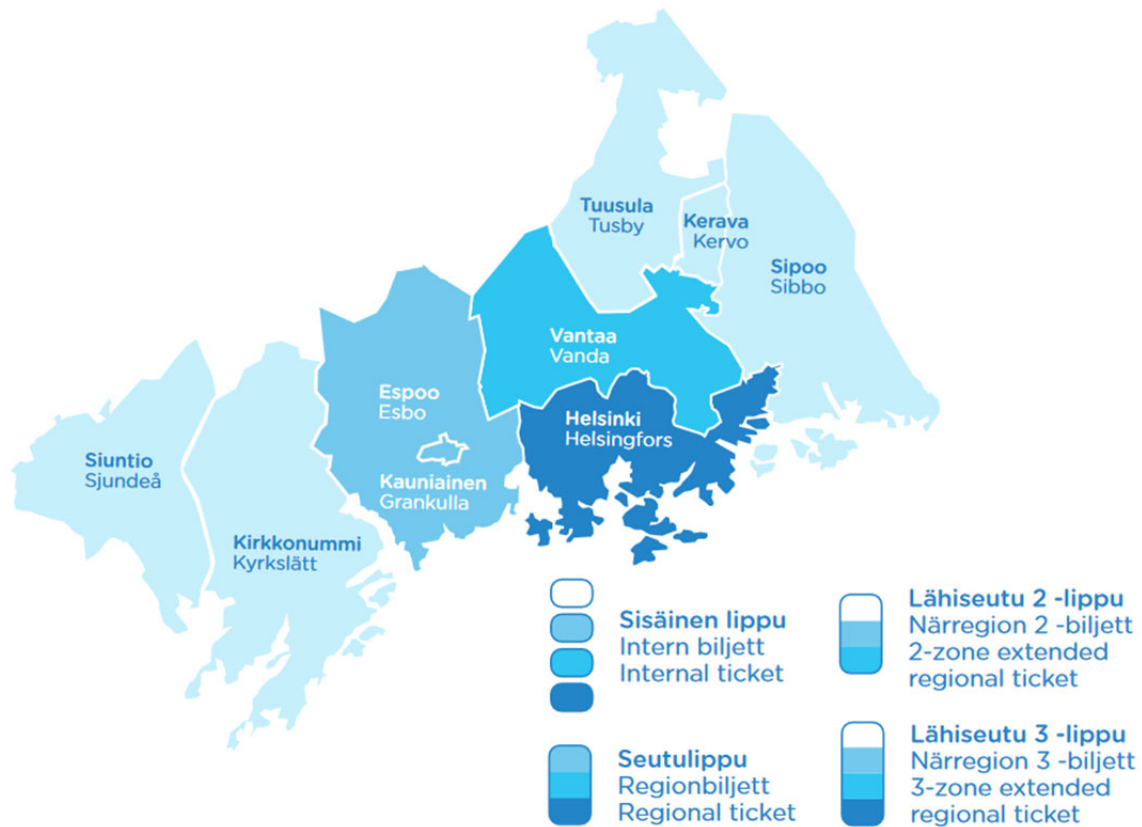 Tuusula
Tusby
Kerava
Kervo
Sipoo
Sibbo
Vantaa
Vanda
Espoo
Esbo
Helsinki
Helsingfors
Siuntio
Sjundeå
Kauniainen
Grankulla
Kirkkonummi
Kyrkslätt
Sisäinen lippu
Intern biljett
Internal ticket
Lähiseutu 2 -lippu
Närregion 2 -biljett
2-zone extended
regional ticket
Seutulippu
Regionbiljett
Regional ticket
Lähiseutu 3 -lippu
Närregion 3 -biljett
3-zone extended
regional ticket